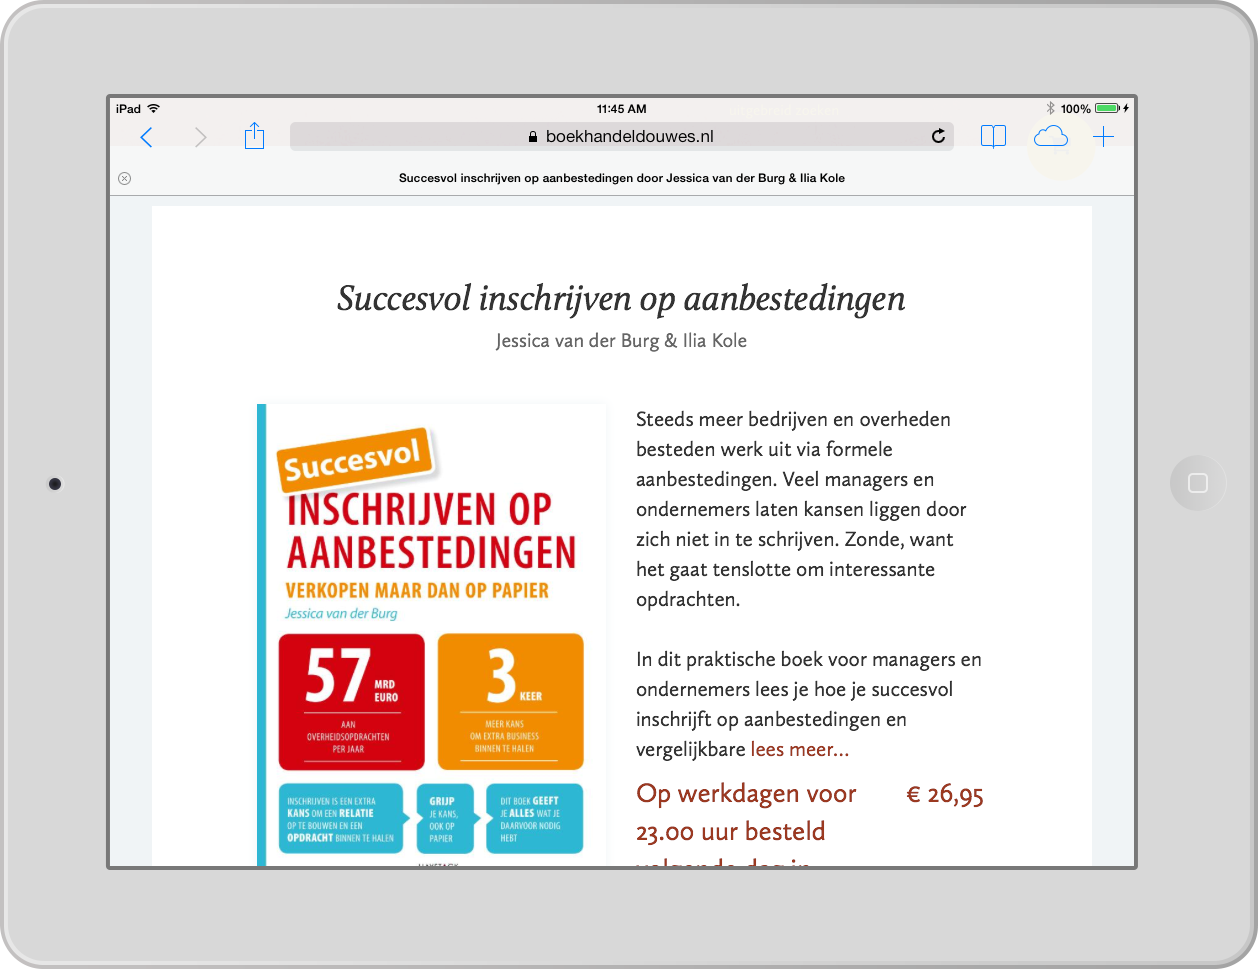 iPad 11:45 AM 100%
boekhandeldouwes.nl
Succesvol inschrijven op aanbestedingen door Jessica van der Burg & Ilia Kole
Succesvol inschrijven op aanbestedingen
Jessica van der Burg & Ilia Kole
Succesvol
INSCHRIJVEN OP
AANBESTEDINGEN
VERKOPEN MAAR DAN OP PAPIER
Jessica van der Burg
57 MRD
EURO
AAN
OVERHEIDSOPDRACHTEN
PER JAAR
3 KEER
MEER KANS
OM EXTRA BUSINESS
BINNEN TE HALEN
INSCHRIJVEN IS EEN EXTRA
KANS OM EEN RELATIE
OP TE BOUWEN EN EEN
OPDRACHT BINNEN TE HALEN
GRIJP
JE KANS,
OOK OP
PAPIER
DIT BOEK GEEFT
JE ALLES WAT JE
DAARVOOR NODIG
HEBT
Steeds meer bedrijven en overheden
besteden werk uit via formele
aanbestedingen. Veel managers en
ondernemers laten kansen liggen door
zich niet in te schrijven. Zonde, want
het gaat tenslotte om interessante
opdrachten.
In dit praktische boek voor managers en
ondernemers lees je hoe je succesvol
inschrijft op aanbestedingen en
vergelijkbare lees meer...
Op werkdagen voor € 26,95
23.00 uur besteld
volgende dag in